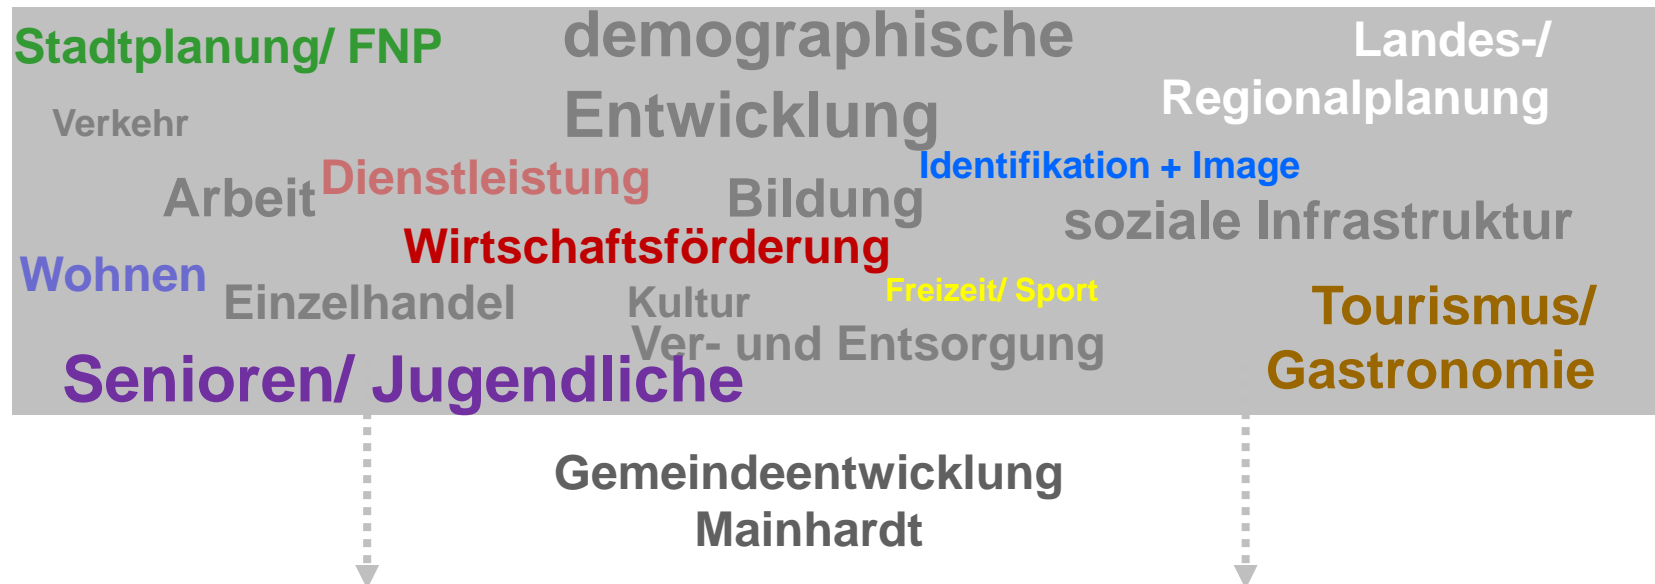 Stadtplanung/ FNP
demographische
Entwicklung
Landes-/
Regionalplanung
Verkehr
Identifikation + Image
Arbeit
Dienstleistung
Bildung
soziale Infrastruktur
Wirtschaftsförderung
Wohnen
Einzelhandel
Kultur
Freizeit/ Sport
Tourismus/
Gastronomie
Ver- und Entsorgung
Senioren/ Jugendliche
Gemeindeentwicklung
Mainhardt